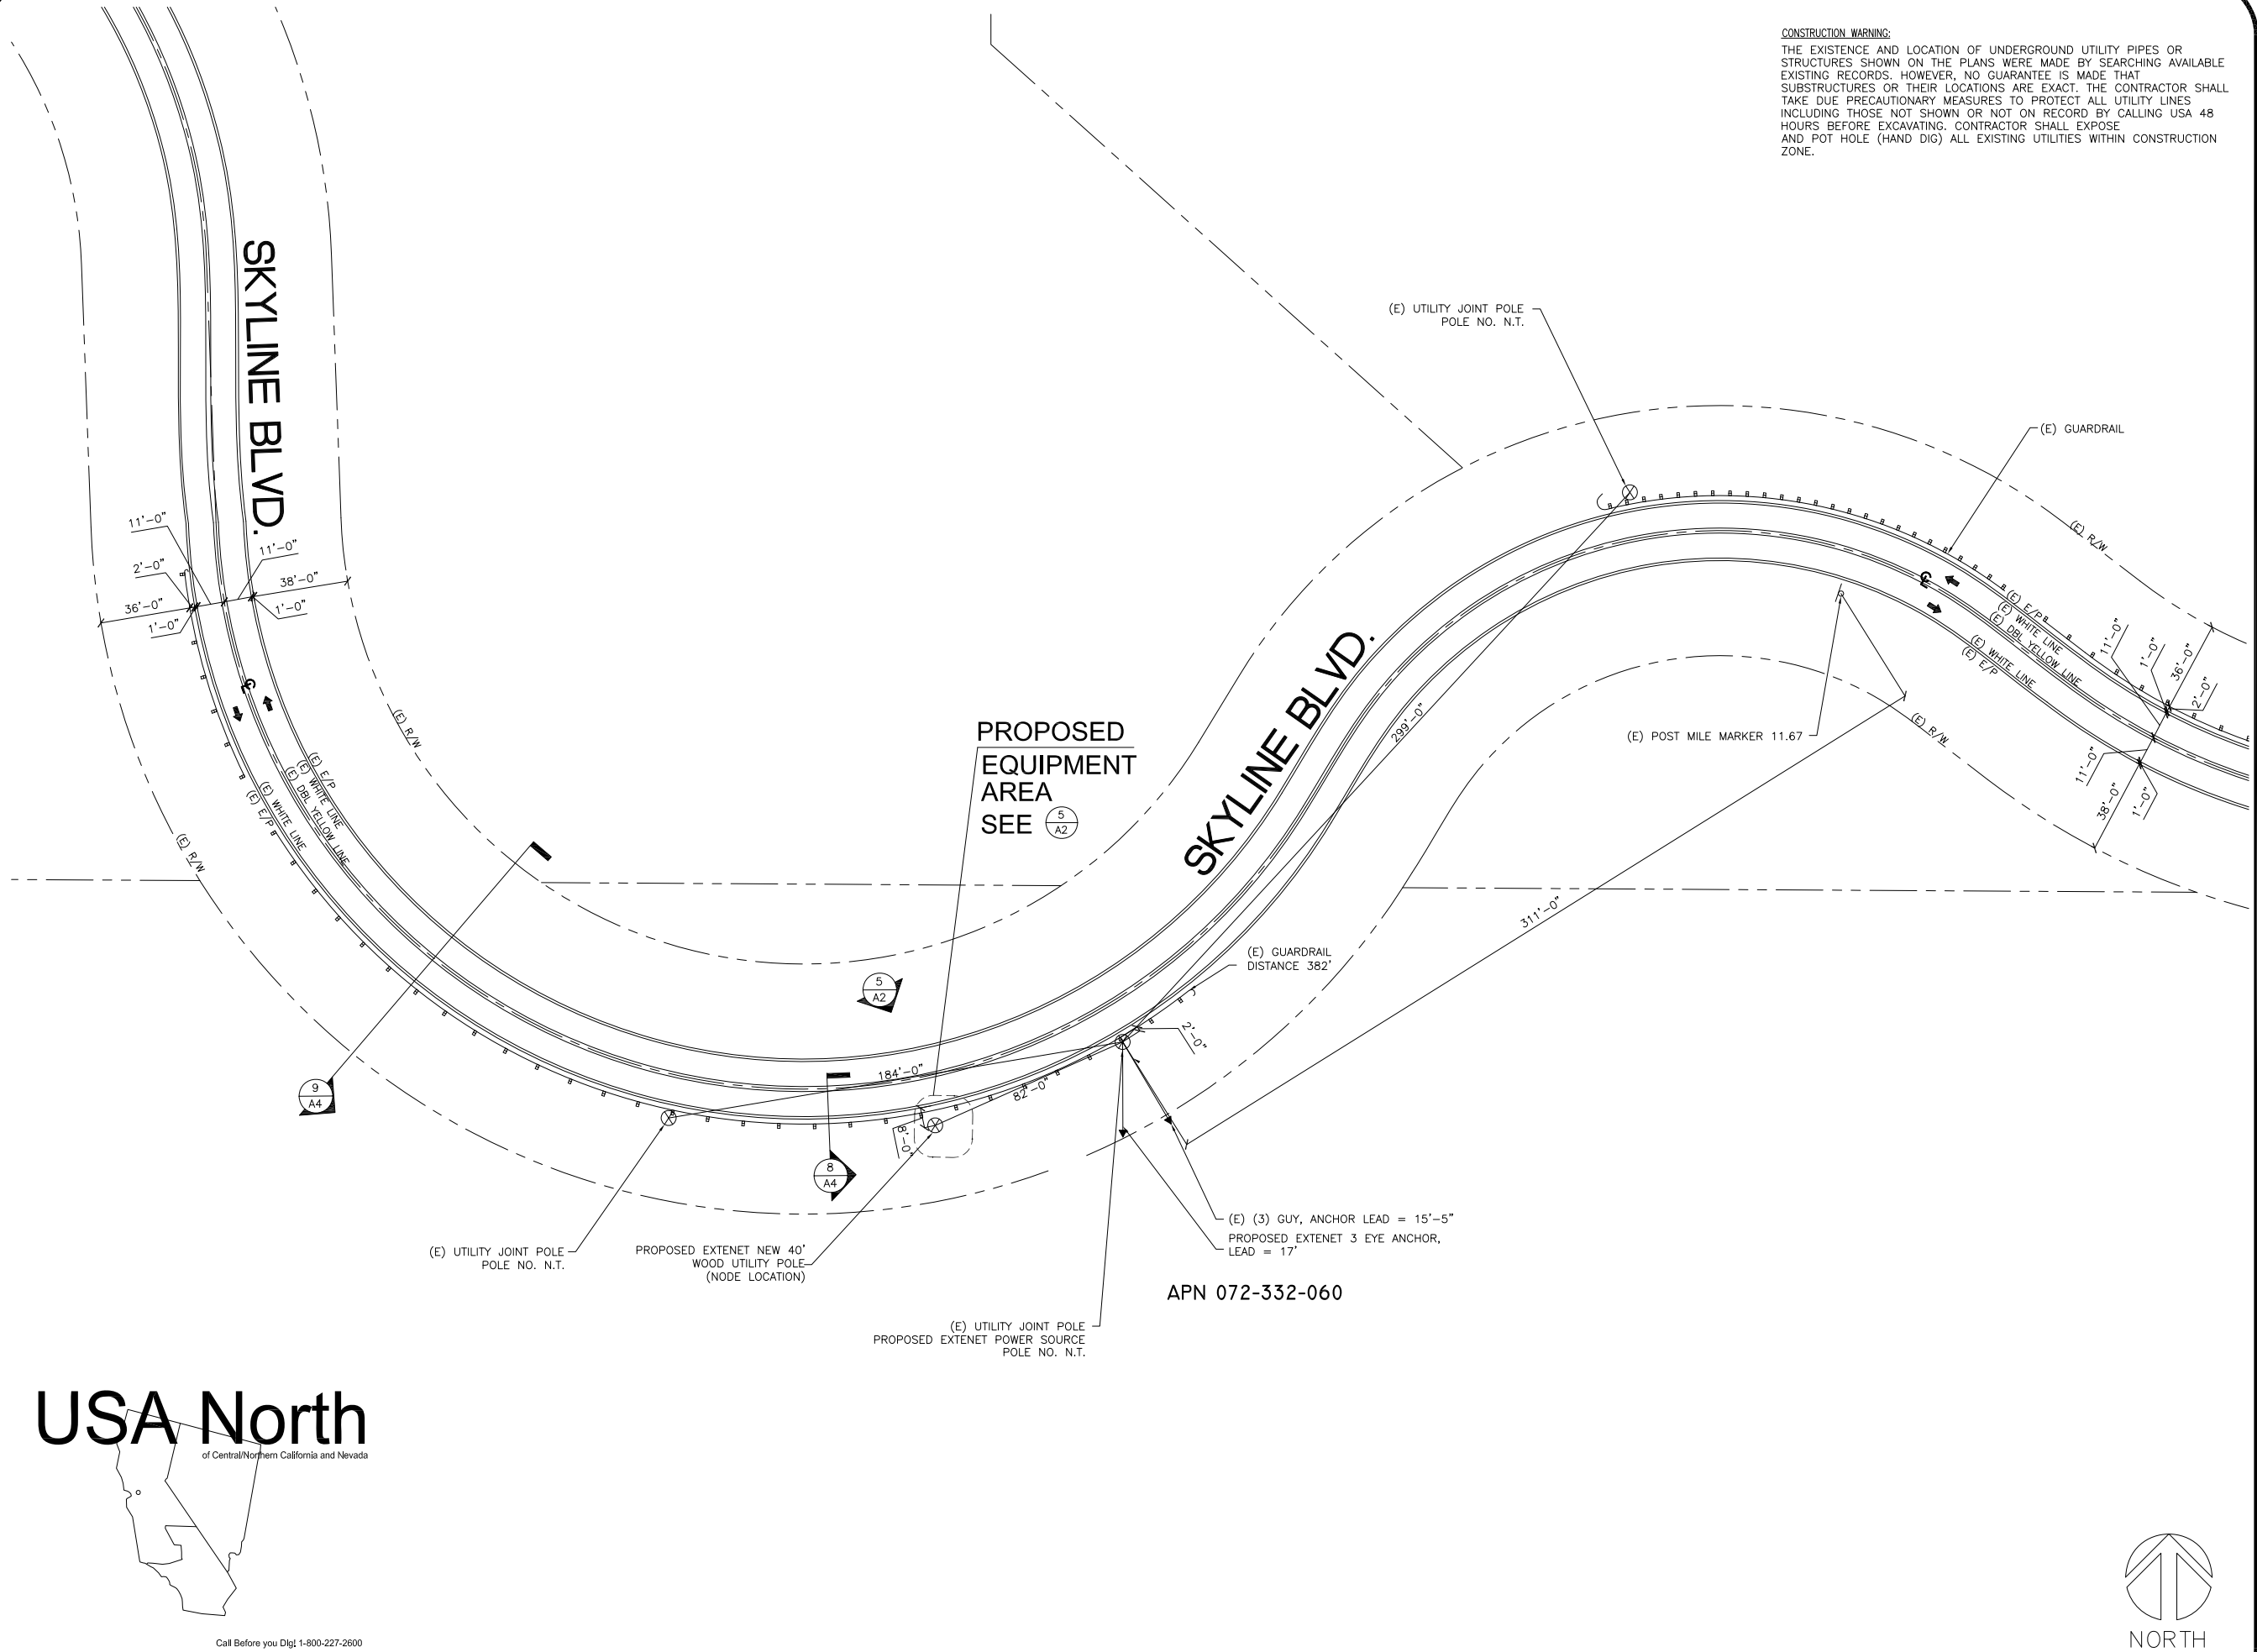 CONSTRUCTION WARNING:
THE EXISTENCE AND LOCATION OF UNDERGROUND UTILITY PIPES OR
STRUCTURES SHOWN ON THE PLANS WERE MADE BY SEARCHING AVAILABLE
EXISTING RECORDS. HOWEVER, NO GUARANTEE IS MADE THAT
SUBSTRUCTURES OR THEIR LOCATIONS ARE EXACT. THE CONTRACTOR SHALL
TAKE DUE PRECAUTIONARY MEASURES TO PROTECT ALL UTILITY LINES
INCLUDING THOSE NOT SHOWN OR NOT ON RECORD BY CALLING USA 48
HOURS BEFORE EXCAVATING. CONTRACTOR SHALL EXPOSE
AND POT HOLE (HAND DIG) ALL EXISTING UTILITIES WITHIN CONSTRUCTION
ZONE.
SKYLINE BLVD.
(E) UTILITY JOINT POLE
POLE NO. N.T.
(E) GUARDRAIL
(E) R/W
11'-0"
2'-0"
36'-0"
1'-0"
11'-0"
38'-0"
1'-0"
CL
(E) E/P
(E) WHITE LINE
(E) DBL YELLOW LINE
(E) WHITE LINE
(E) E/P
(E) R/W
(E) R/W
CL
(E) E/P
(E) WHITE LINE
(E) DBL YELLOW LINE
(E) WHITE LINE
(E) E/P
11'-0"
1'-0"
36'-0"
2'-0"
11'-0"
38'-0"
1'-0"
(E) R/W
(E) POST MILE MARKER 11.67
SKYLINE BLVD.
299'-0"
311'-0"
PROPOSED
EQUIPMENT
AREA
SEE 5
A2
(E) GUARDRAIL
DISTANCE 382'
2'-0"
5
A2
9
A4
184'-0"
82'-0"
8'-0"
8
A4
(E) UTILITY JOINT POLE
POLE NO. N.T.
PROPOSED EXTENET NEW 40'
WOOD UTILITY POLE
(NODE LOCATION)
(E) (3) GUY, ANCHOR LEAD = 15'-5"
PROPOSED EXTENET 3 EYE ANCHOR,
LEAD = 17'
APN 072-332-060
(E) UTILITY JOINT POLE
PROPOSED EXTENET POWER SOURCE
POLE NO. N.T.
USA North
of Central/Northern California and Nevada
Call Before you Dig! 1-800-227-2600
NORTH